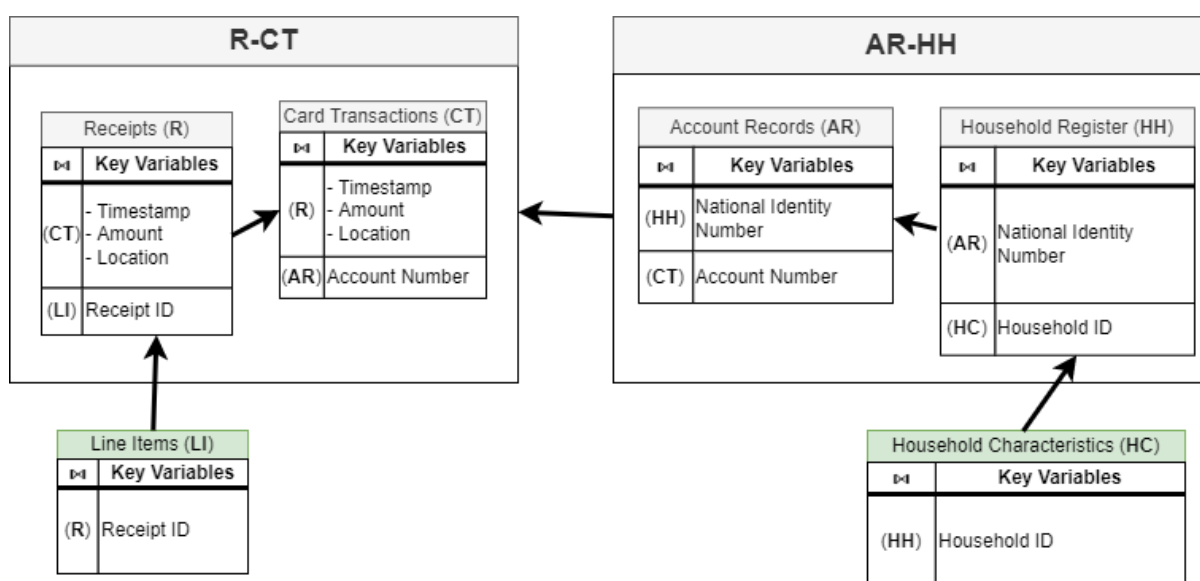 R-CT
Receipts (R)
⋈ Key Variables
(CT)
- Timestamp
- Amount
- Location
(LI) Receipt ID
Card Transactions (CT)
⋈ Key Variables
(R)
- Timestamp
- Amount
- Location
(AR) Account Number
Line Items (LI)
⋈ Key Variables
(R) Receipt ID
AR-HH
Account Records (AR)
⋈ Key Variables
(HH) National Identity
Number
(CT) Account Number
Household Register (HH)
⋈ Key Variables
(AR) National Identity
Number
(HC) Household ID
Household Characteristics (HC)
⋈ Key Variables
(HH) Household ID